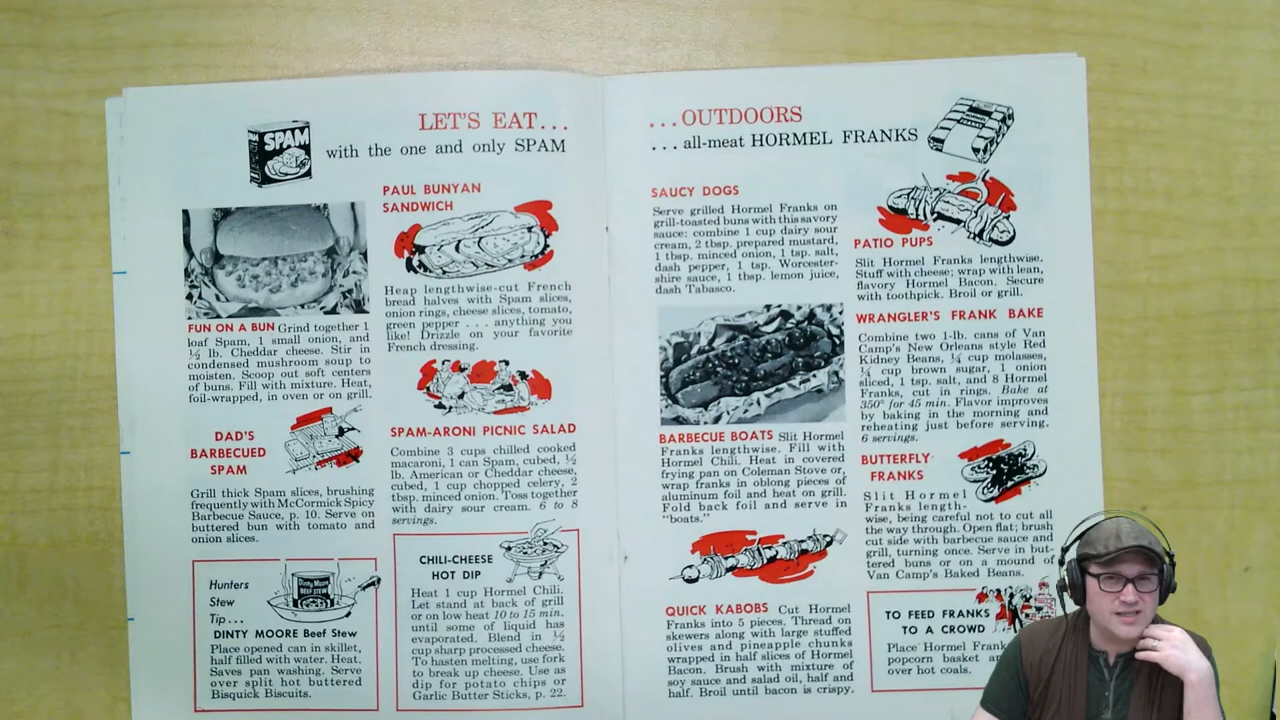 LET'S EAT...
with the one and only SPAM
SPAM
FUN ON A BUN Grind together 1
loaf Spam, 1 small onion, and
½ lb. Cheddar cheese. Stir in
condensed mushroom soup to
moisten. Scoop out soft centers
of buns. Fill with mixture. Heat,
foil-wrapped, in oven or on grill.
DAD'S
BARBECUED
SPAM
Grill thick Spam slices, brushing
frequently with McCormick Spicy
Barbecue Sauce, p. 10. Serve on
buttered bun with tomato and
onion slices.
Hunters
Stew
Tip...
Dinty Moore
BEEF STEW
DINTY MOORE Beef Stew
Place opened can in skillet,
half filled with water. Heat.
Saves pan washing. Serve
over split hot buttered
Bisquick Biscuits.
PAUL BUNYAN
SANDWICH
Heap lengthwise-cut French
bread halves with Spam slices,
onion rings, cheese slices, tomato,
green pepper . . . anything you
like! Drizzle on your favorite
French dressing.
SPAM-ARONI PICNIC SALAD
Combine 3 cups chilled cooked
macaroni, 1 can Spam, cubed, ½
lb. American or Cheddar cheese,
cubed, 1 cup chopped celery, 2
tbsp. minced onion. Toss together
with dairy sour cream. 6 to 8
servings.
CHILI-CHEESE
HOT DIP
Heat 1 cup Hormel Chili.
Let stand at back of grill
or on low heat 10 to 15 min.
until some of liquid has
evaporated. Blend in ½
cup sharp processed cheese.
To hasten melting, use fork
to break up cheese. Use as
dip for potato chips or
Garlic Butter Sticks, p. 22.
...OUTDOORS
...all-meat HORMEL FRANKS
SAUCY DOGS
Serve grilled Hormel Franks on
grill-toasted buns with this savory
sauce: combine 1 cup dairy sour
cream, 2 tbsp. prepared mustard,
1 tbsp. minced onion, 1 tsp. salt,
dash pepper, 1 tsp. Worcester-
shire sauce, 1 tbsp. lemon juice,
dash Tabasco.
BARBECUE BOATS Slit Hormel
Franks lengthwise. Fill with
Hormel Chili. Heat in covered
frying pan on Coleman Stove or,
wrap franks in oblong pieces of
aluminum foil and heat on grill.
Fold back foil and serve in
"boats."
QUICK KABOBS Cut Hormel
Franks into 5 pieces. Thread on
skewers along with large stuffed
olives and pineapple chunks
wrapped in half slices of Hormel
Bacon. Brush with mixture of
soy sauce and salad oil, half and
half. Broil until bacon is crispy.
PATIO PUPS
Slit Hormel Franks lengthwise.
Stuff with cheese; wrap with lean,
flavory Hormel Bacon. Secure
with toothpick. Broil or grill.
WRANGLER'S FRANK BAKE
Combine two 1-lb. cans of Van
Camp's New Orleans style Red
Kidney Beans, ¼ cup molasses,
¼ cup brown sugar, 1 onion
sliced, 1 tsp. salt, and 8 Hormel
Franks, cut in rings. Bake at
350° for 45 min. Flavor improves
by baking in the morning and
reheating just before serving.
6 servings.
BUTTERFLY
FRANKS
Slit Hormel
Franks length-
wise, being careful not to cut all
the way through. Open flat; brush
cut side with barbecue sauce and
grill, turning once. Serve in but-
tered buns or on a mound of
Van Camp's Baked Beans.
TO FEED FRANKS
TO A CROWD
Place Hormel Frank
popcorn basket
over hot coals.